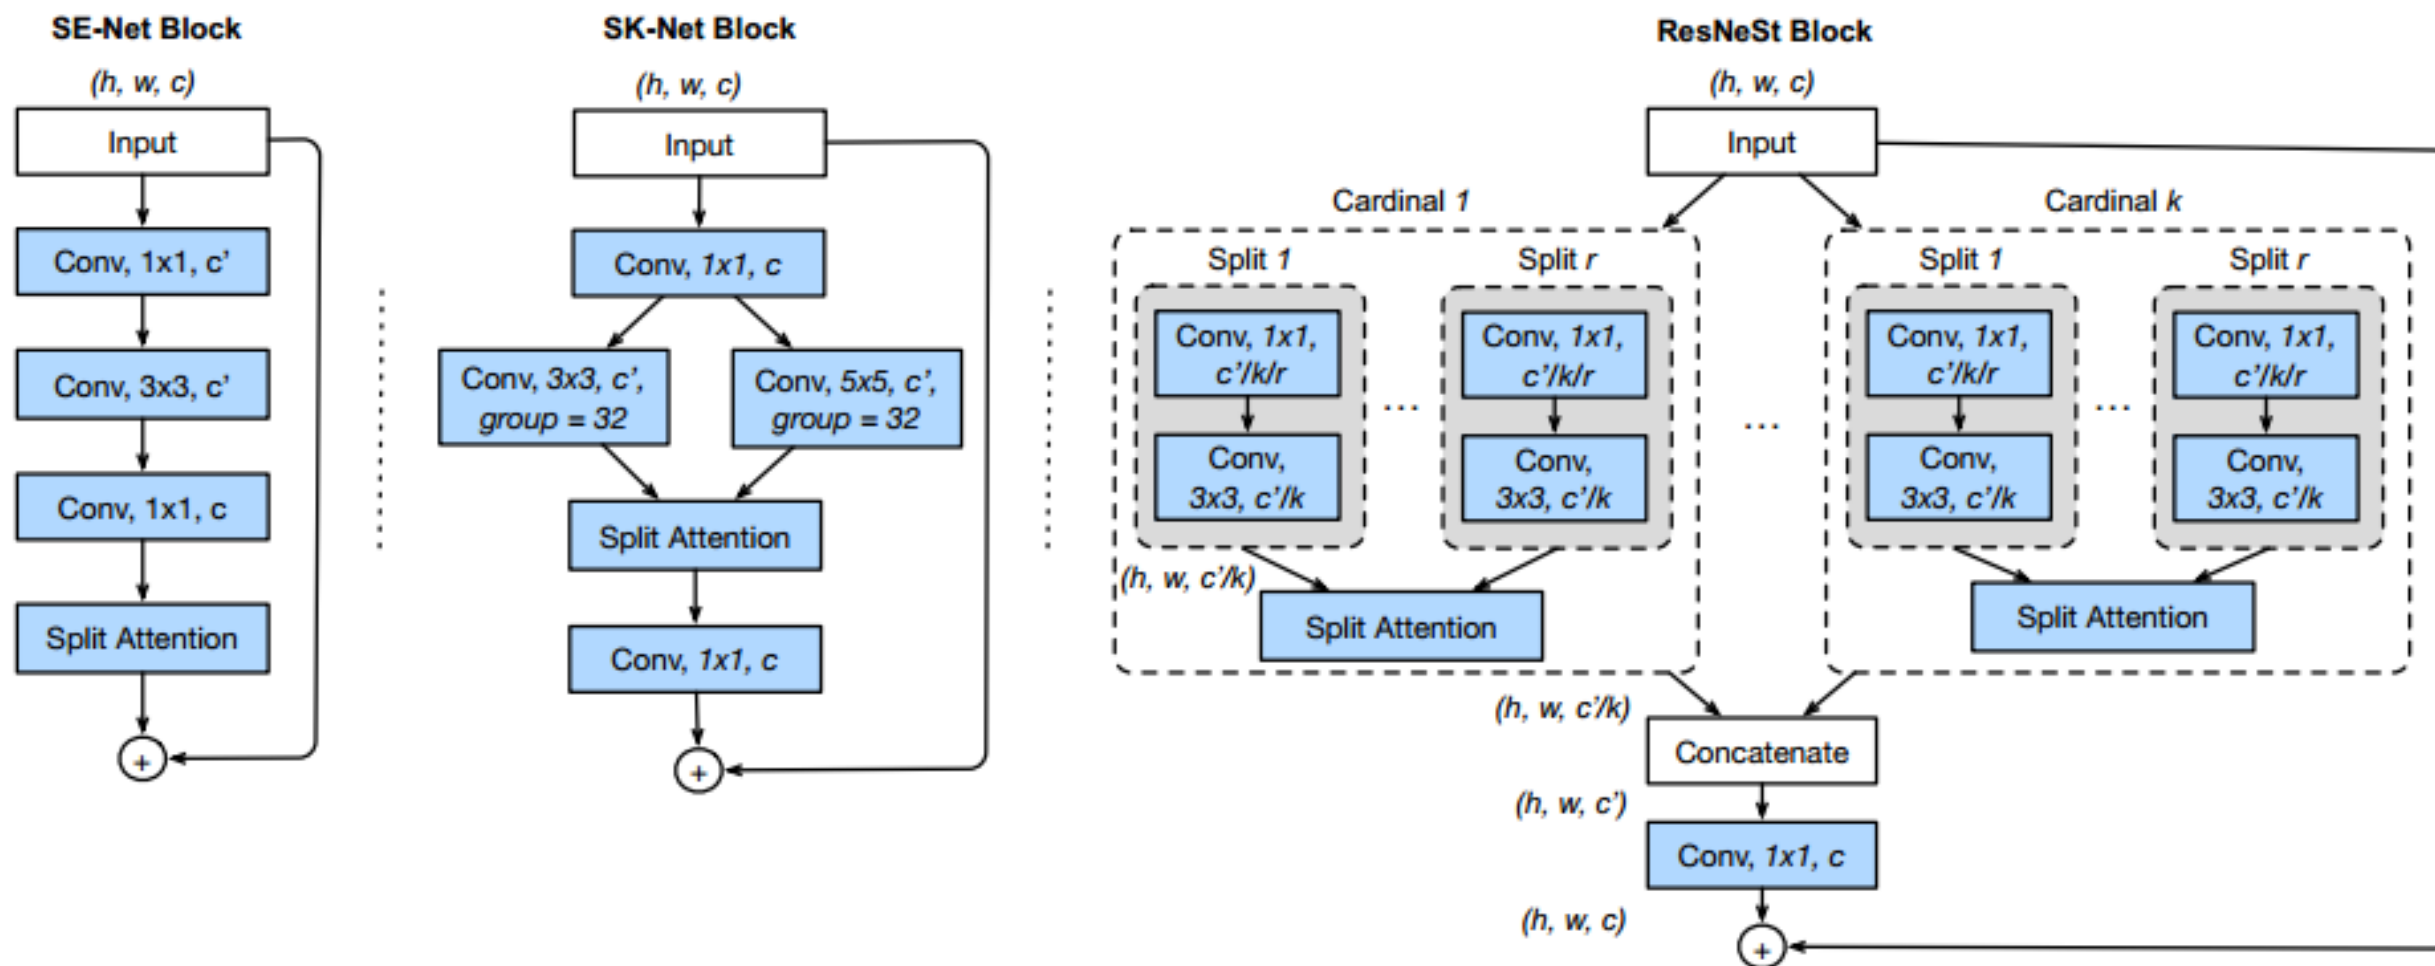 SE-Net Block
(h, w, c)
Input
Conv, 1x1, c'
Conv, 3x3, c'
Conv, 1x1, c
Split Attention
+
SK-Net Block
(h, w, c)
Input
Conv, 1x1, c
Conv, 3x3, c',
group = 32
Conv, 5x5, c',
group = 32
Split Attention
Conv, 1x1, c
+
ResNeSt Block
(h, w, c)
Input
Cardinal 1
Split 1
Conv, 1x1,
c'/k/r
Conv,
3x3, c'/k
...
Split r
Conv, 1x1,
c'/k/r
Conv,
3x3, c'/k
(h, w, c'/k)
Split Attention
...
Cardinal k
Split 1
Conv, 1x1,
c'/k/r
Conv,
3x3, c'/k
...
Split r
Conv, 1x1,
c'/k/r
Conv,
3x3, c'/k
Split Attention
(h, w, c'/k)
Concatenate
(h, w, c')
Conv, 1x1, c
(h, w, c)
+